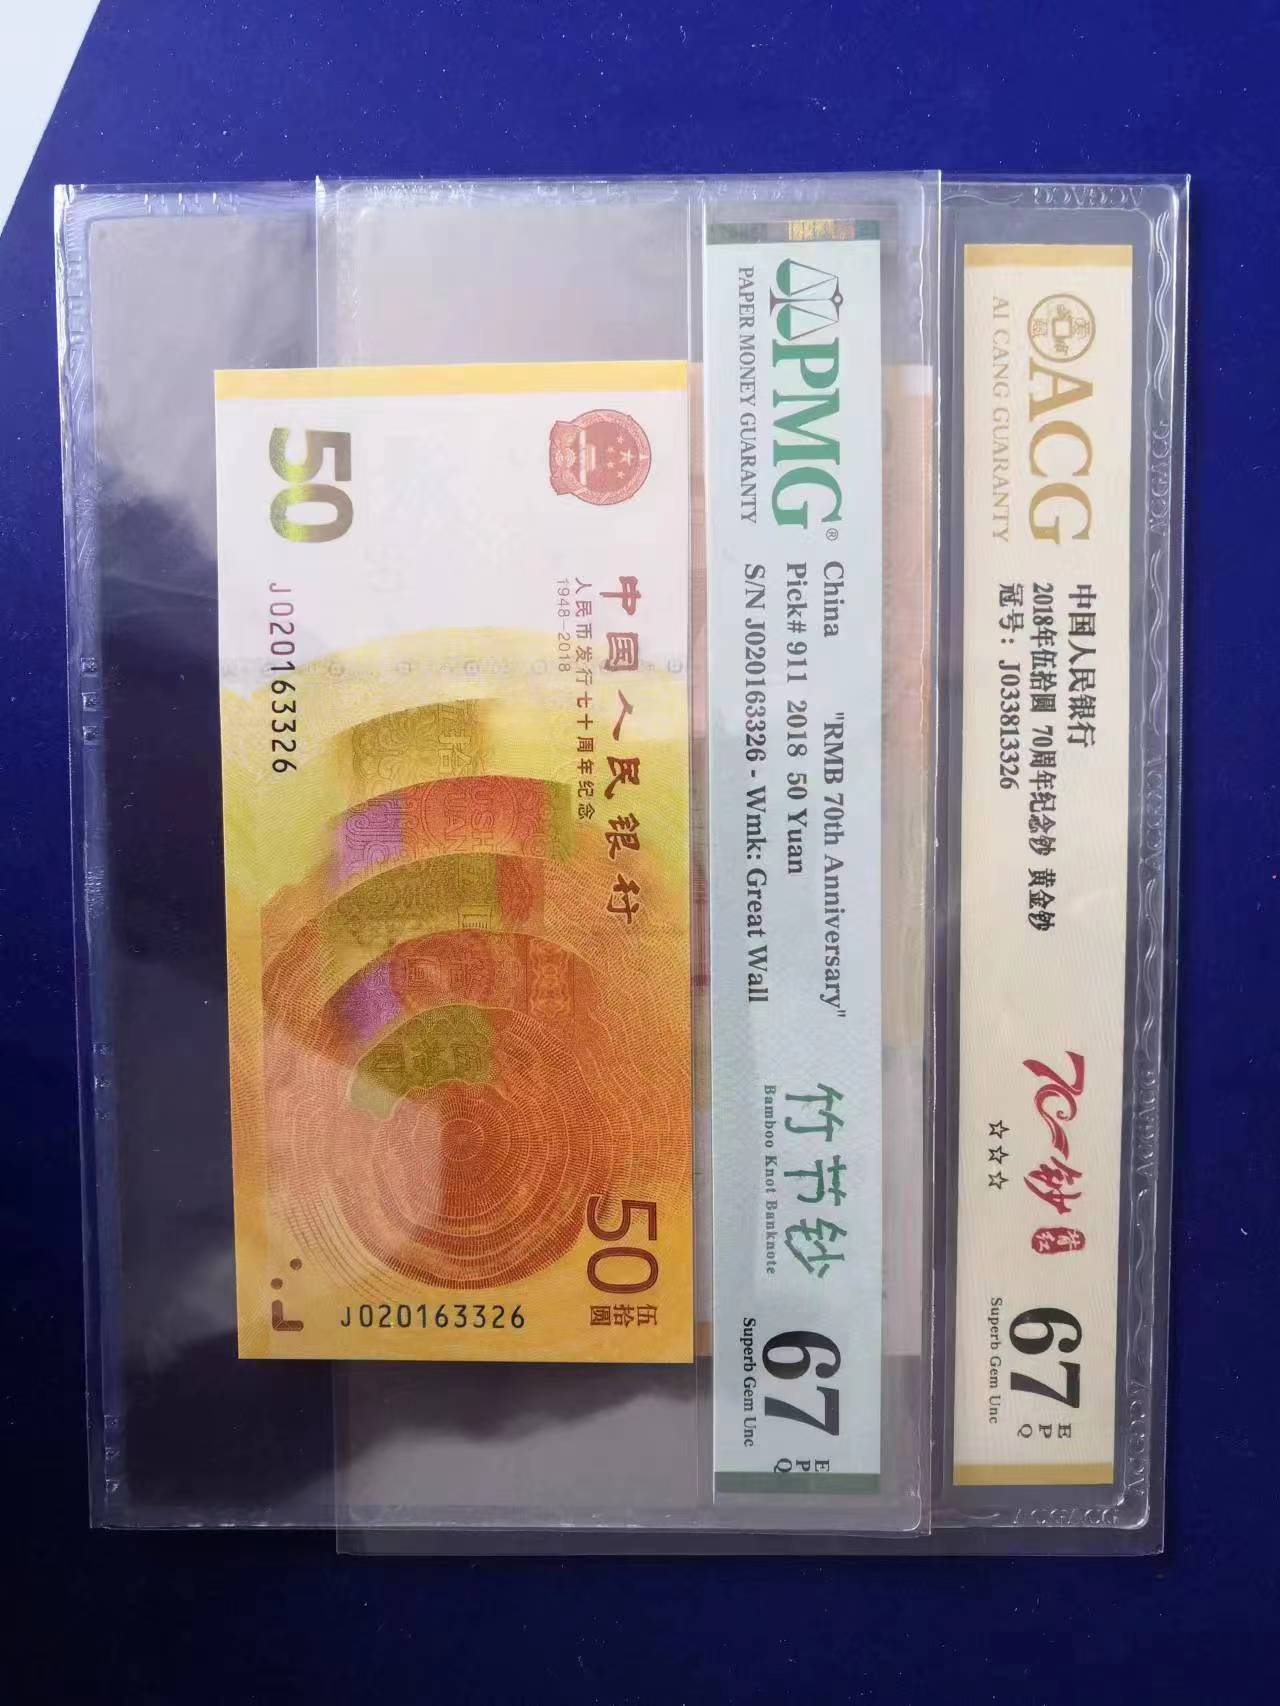 ACG
AI CANG GUARANTY
中国人民银行
2018年伍拾圆 70周年纪念钞 黄金钞
冠号：J033813326
70钞
背红
☆☆☆
67
EPQ
Superb Gem Unc
PMG®
PAPER MONEY GUARANTY
China "RMB 70th Anniversary"
Pick# 911 2018 50 Yuan
S/N J020163326 - Wmk: Great Wall
竹节钞
Bamboo Knot Banknote
67
EPQ
Superb Gem Unc
中国人民银行
人民币发行七十周年纪念
1948-2018
50
J020163326
50
伍拾圆
J020163326